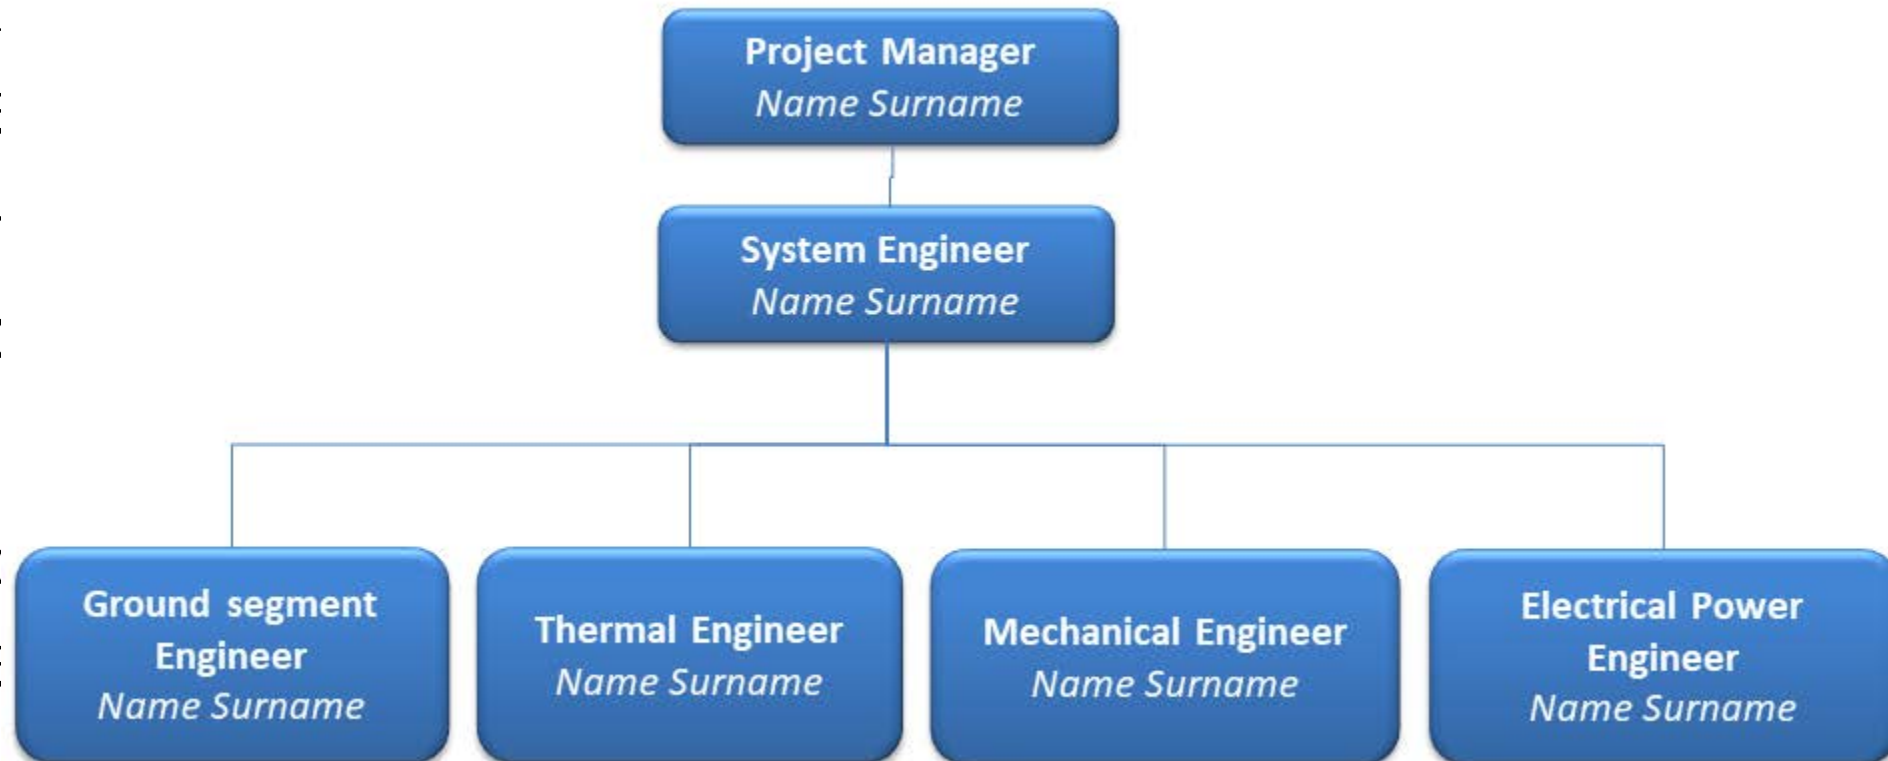 Project Manager
Name Surname
System Engineer
Name Surname
Ground segment
Engineer
Name Surname
Thermal Engineer
Name Surname
Mechanical Engineer
Name Surname
Electrical Power
Engineer
Name Surname